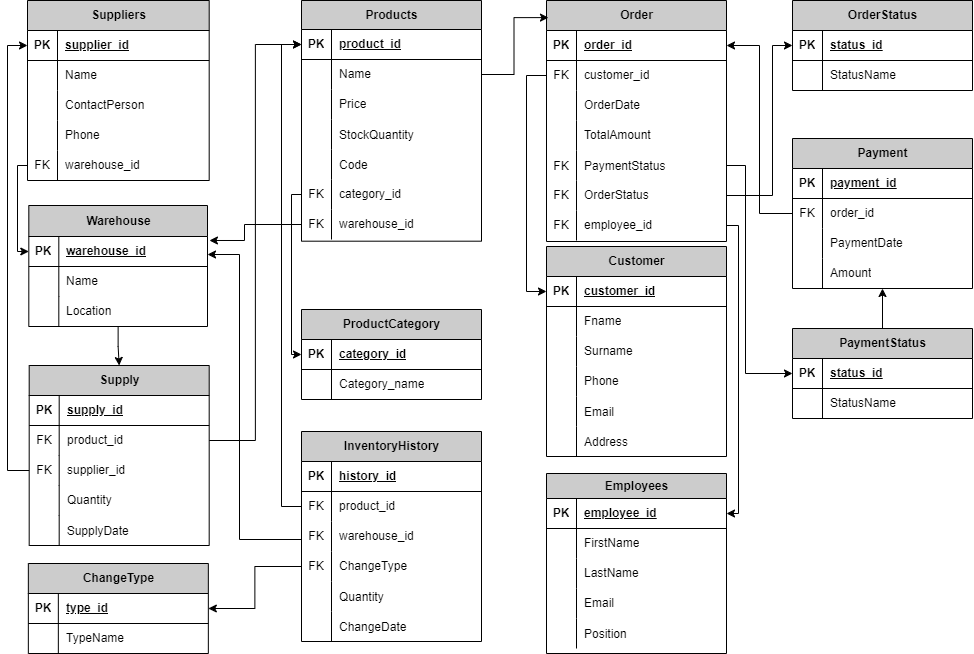 Suppliers
PK supplier_id
Name
ContactPerson
Phone
FK warehouse_id
Warehouse
PK warehouse_id
Name
Location
Supply
PK supply_id
FK product_id
FK supplier_id
Quantity
SupplyDate
ChangeType
PK type_id
TypeName
Products
PK product_id
Name
Price
StockQuantity
Code
FK category_id
FK warehouse_id
ProductCategory
PK category_id
Category_name
InventoryHistory
PK history_id
FK product_id
FK warehouse_id
FK ChangeType
Quantity
ChangeDate
Order
PK order_id
FK customer_id
OrderDate
TotalAmount
FK PaymentStatus
FK OrderStatus
FK employee_id
Customer
PK customer_id
Fname
Surname
Phone
Email
Address
Employees
PK employee_id
FirstName
LastName
Email
Position
OrderStatus
PK status_id
StatusName
Payment
PK payment_id
FK order_id
PaymentDate
Amount
PaymentStatus
PK status_id
StatusName